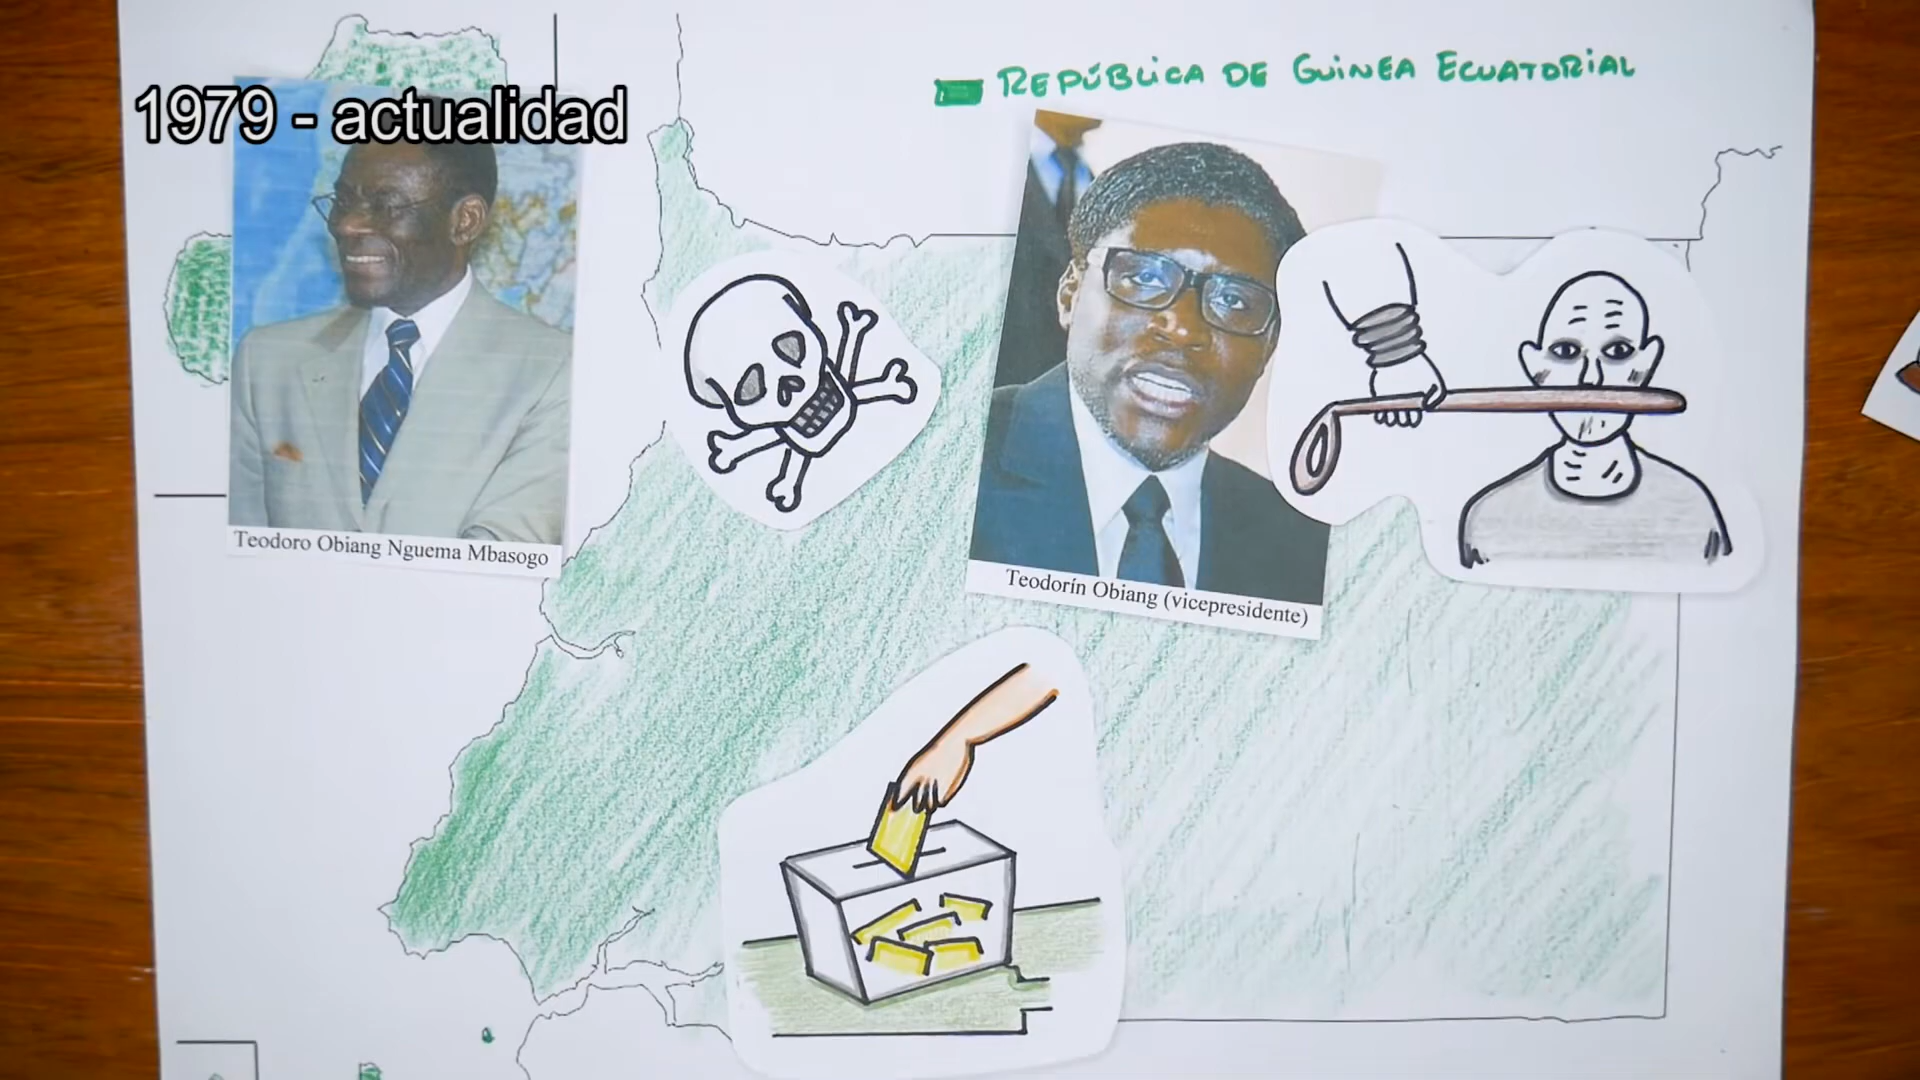 1979 - actualidad
REPÚBLICA DE GUINEA ECUATORIAL
Teodoro Obiang Nguema Mbasogo
Teodorín Obiang (vicepresidente)